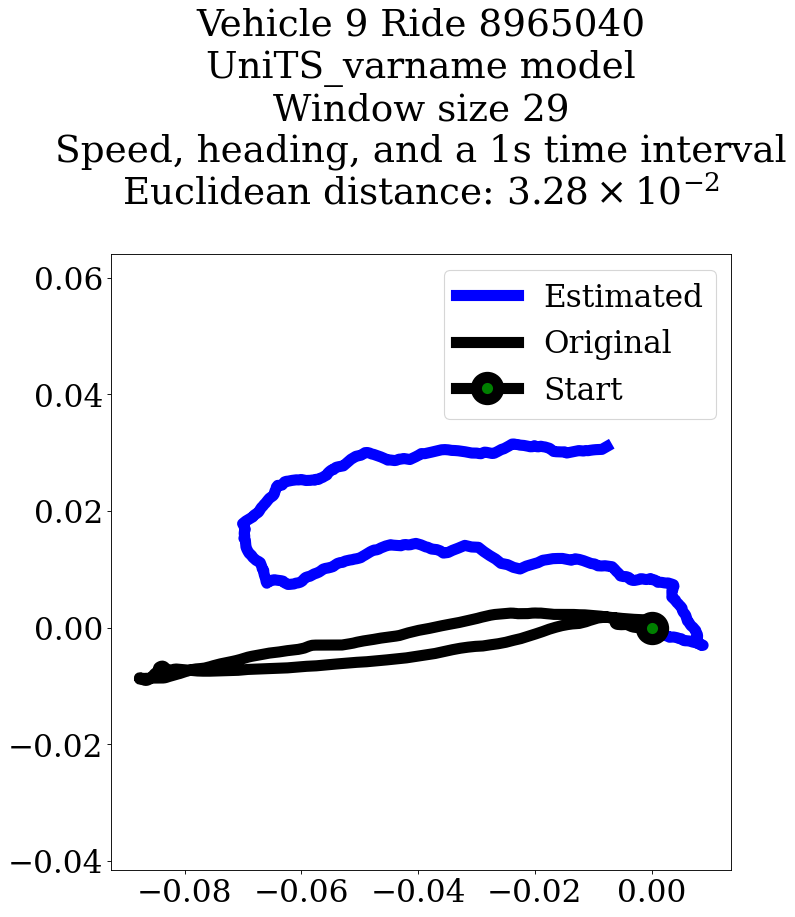 Vehicle 9 Ride 8965040
UniTS_varname model
Window size 29
Speed, heading, and a 1s time interval
Euclidean distance: 3.28 × 10⁻²
Estimated
Original
Start
0.06
0.04
0.02
0.00
−0.02
−0.04
−0.08 −0.06 −0.04 −0.02 0.00